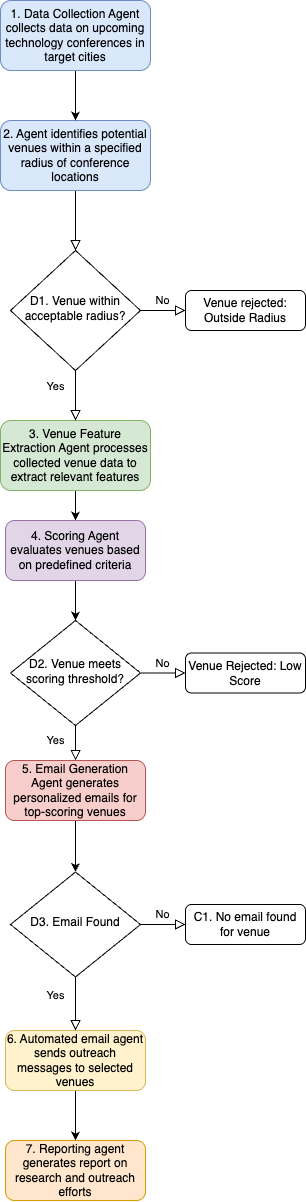 1. Data Collection Agent
collects data on upcoming
technology conferences in
target cities
2. Agent identifies potential
venues within a specified
radius of conference
locations
D1. Venue within
acceptable radius?
No
Venue rejected:
Outside Radius
Yes
3. Venue Feature
Extraction Agent processes
collected venue data to
extract relevant features
4. Scoring Agent
evaluates venues based
on predefined criteria
D2. Venue meets
scoring threshold?
No
Venue Rejected: Low
Score
Yes
5. Email Generation
Agent generates
personalized emails for
top-scoring venues
D3. Email Found
No
C1. No email found
for venue
Yes
6. Automated email agent
sends outreach
messages to selected
venues
7. Reporting agent
generates report on
research and outreach
efforts